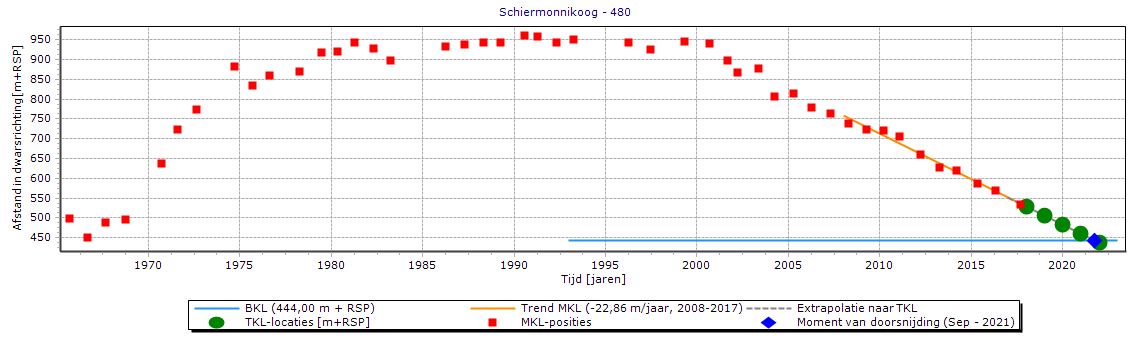 Schiermonnikoog - 480
Afstand in dwarsrichting[m+RSP]
950
900
850
800
750
700
650
600
550
500
450
1970 1975 1980 1985 1990 1995 2000 2005 2010 2015 2020
Tijd [jaren]
BKL (444,00 m + RSP) Trend MKL (-22,86 m/jaar, 2008-2017) Extrapolatie naar TKL
TKL-locaties [m+RSP] MKL-posities Moment van doorsnijding (Sep - 2021)